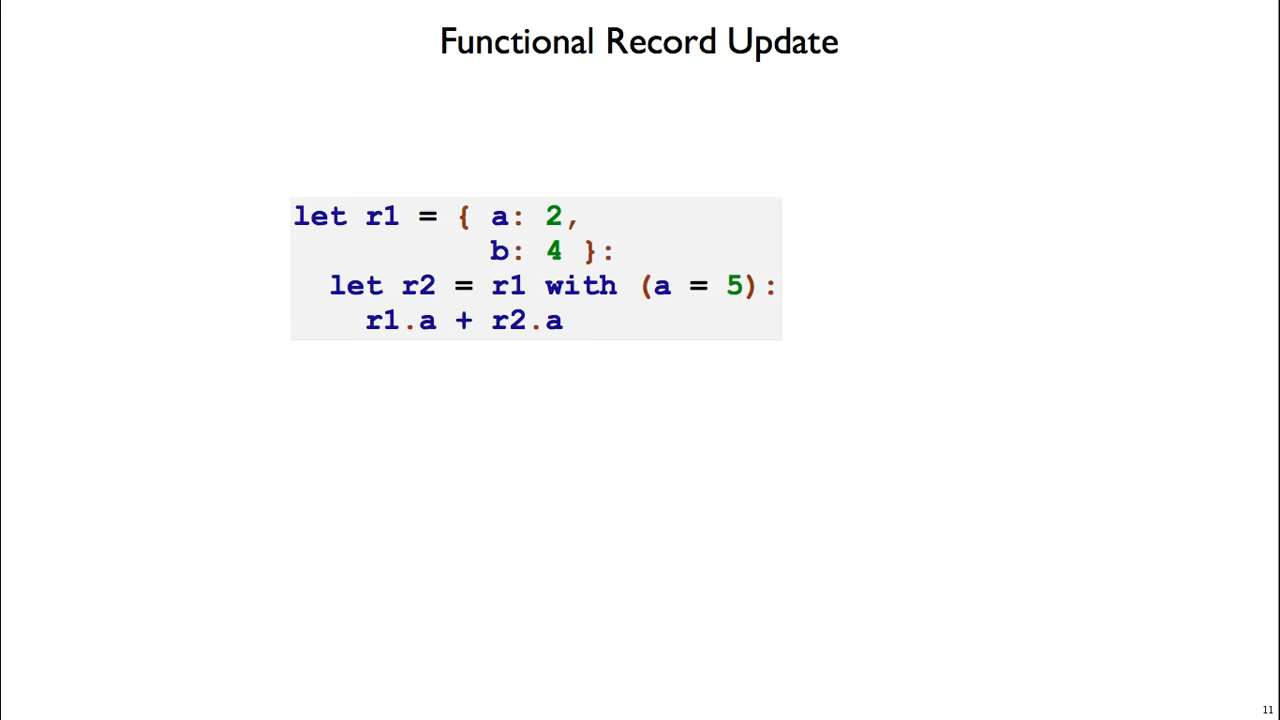 Functional Record Update
let r1 = { a: 2,
           b: 4 }:
  let r2 = r1 with (a = 5):
    r1.a + r2.a
11